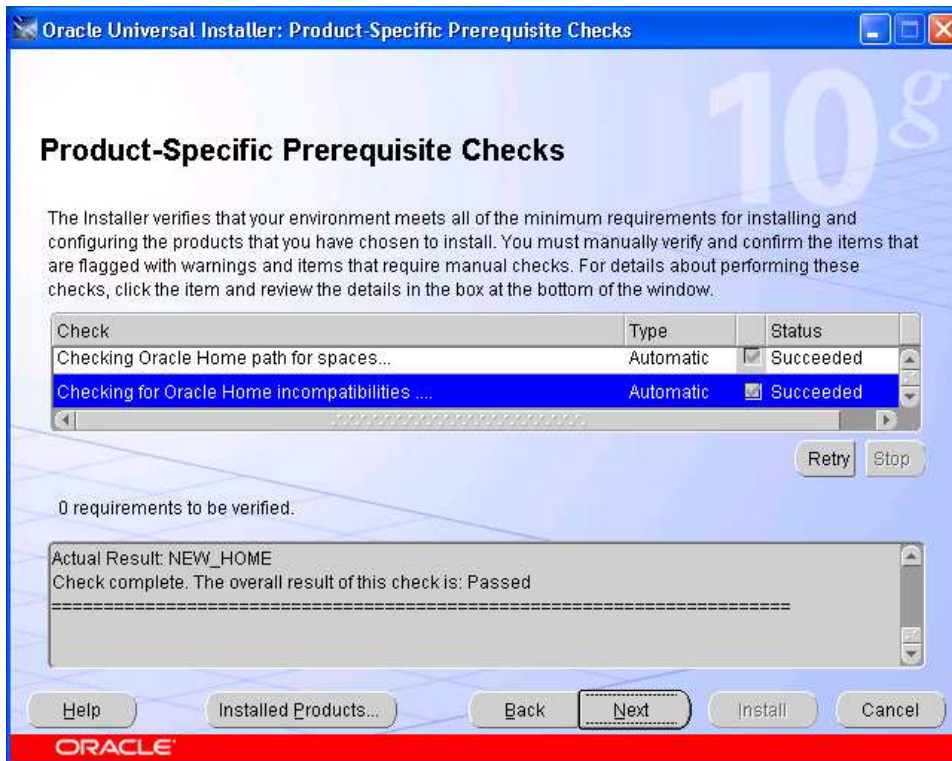 Oracle Universal Installer: Product-Specific Prerequisite Checks
10g
Product-Specific Prerequisite Checks
The Installer verifies that your environment meets all of the minimum requirements for installing and
configuring the products that you have chosen to install. You must manually verify and confirm the items that
are flagged with warnings and items that require manual checks. For details about performing these
checks, click the item and review the details in the box at the bottom of the window.
Check Type Status
Checking Oracle Home path for spaces... Automatic Succeeded
Checking for Oracle Home incompatibilities .... Automatic Succeeded
Retry Stop
0 requirements to be verified.
Actual Result: NEW_HOME
Check complete. The overall result of this check is: Passed
========================================================================
Help Installed Products... Back Next Install Cancel
ORACLE